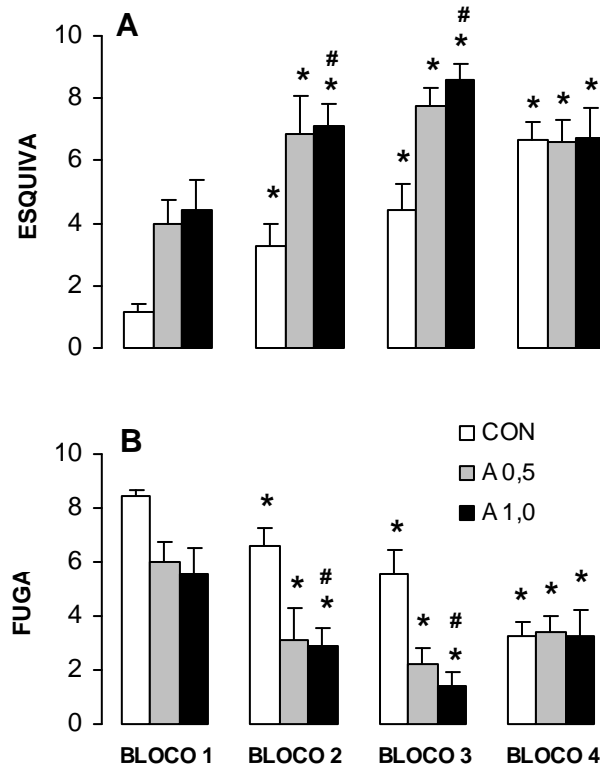 A
ESQUIVA
10
8
6
4
2
0
* * # *
* * # *
* * *
B
FUGA
10
8
6
4
2
0
CON
A 0,5
A 1,0
* * # *
* * # *
* * *
BLOCO 1 BLOCO 2 BLOCO 3 BLOCO 4